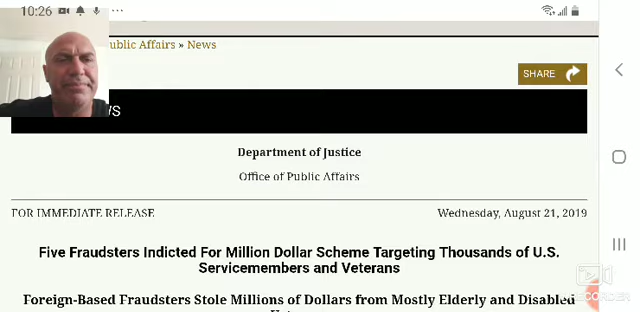 10:26
ublic Affairs » News
SHARE
Department of Justice
Office of Public Affairs
FOR IMMEDIATE RELEASE
Wednesday, August 21, 2019
Five Fraudsters Indicted For Million Dollar Scheme Targeting Thousands of U.S.
Servicemembers and Veterans
Foreign-Based Fraudsters Stole Millions of Dollars from Mostly Elderly and Disabled